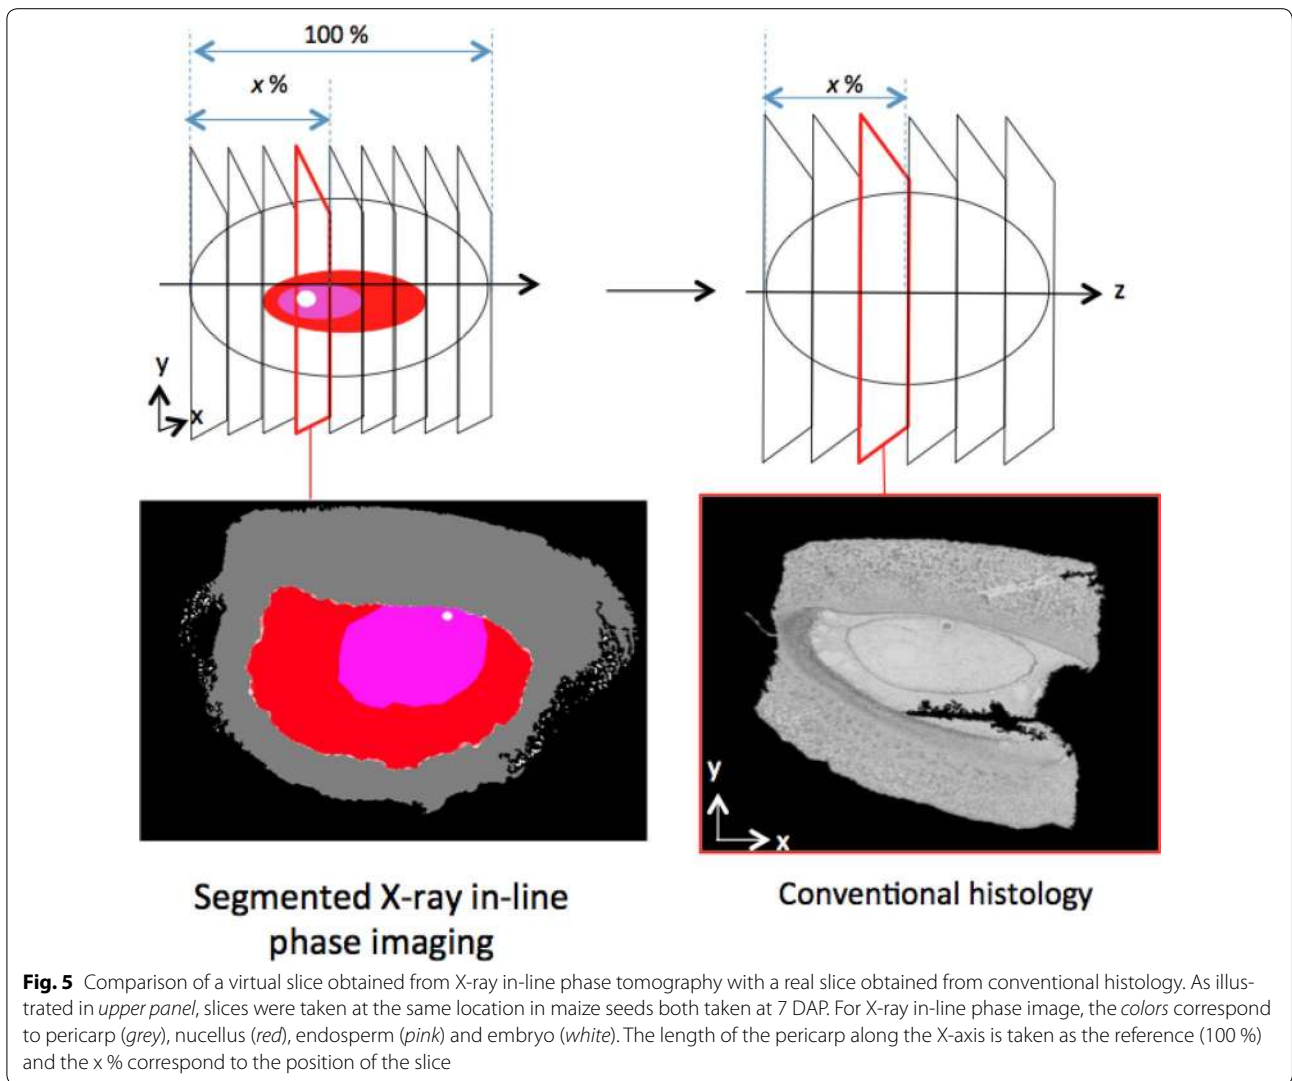 100 %
x %
x %
z
y
x
y
x
Segmented X-ray in-line
phase imaging
Conventional histology
Fig. 5 Comparison of a virtual slice obtained from X-ray in-line phase tomography with a real slice obtained from conventional histology. As illus-
trated in upper panel, slices were taken at the same location in maize seeds both taken at 7 DAP. For X-ray in-line phase image, the colors correspond
to pericarp (grey), nucellus (red), endosperm (pink) and embryo (white). The length of the pericarp along the X-axis is taken as the reference (100 %)
and the x % correspond to the position of the slice